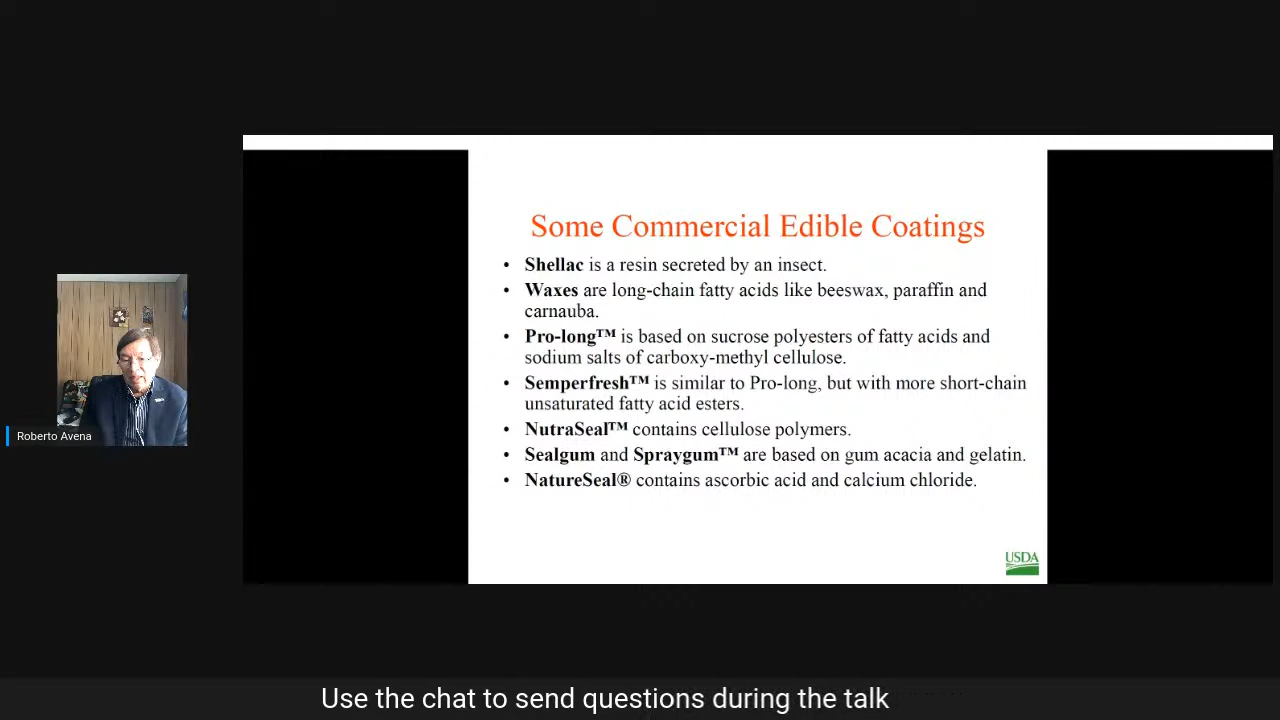 Some Commercial Edible Coatings
• Shellac is a resin secreted by an insect.
• Waxes are long-chain fatty acids like beeswax, paraffin and
carnauba.
• Pro-long™ is based on sucrose polyesters of fatty acids and
sodium salts of carboxy-methyl cellulose.
• Semperfresh™ is similar to Pro-long, but with more short-chain
unsaturated fatty acid esters.
• NutraSeal™ contains cellulose polymers.
• Sealgum and Spraygum™ are based on gum acacia and gelatin.
• NatureSeal® contains ascorbic acid and calcium chloride.
USDA
Roberto Avena
Use the chat to send questions during the talk